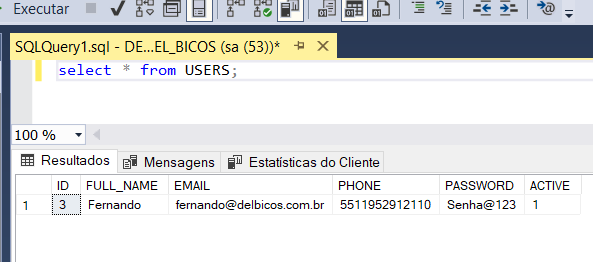 Executar
SQLQuery1.sql - DE...EL_BICOS (sa (53))*
select * from USERS;
100 %
Resultados Mensagens Estatísticas do Cliente
ID FULL_NAME EMAIL PHONE PASSWORD ACTIVE
1 3 Fernando fernando@delbicos.com.br 5511952912110 Senha@123 1